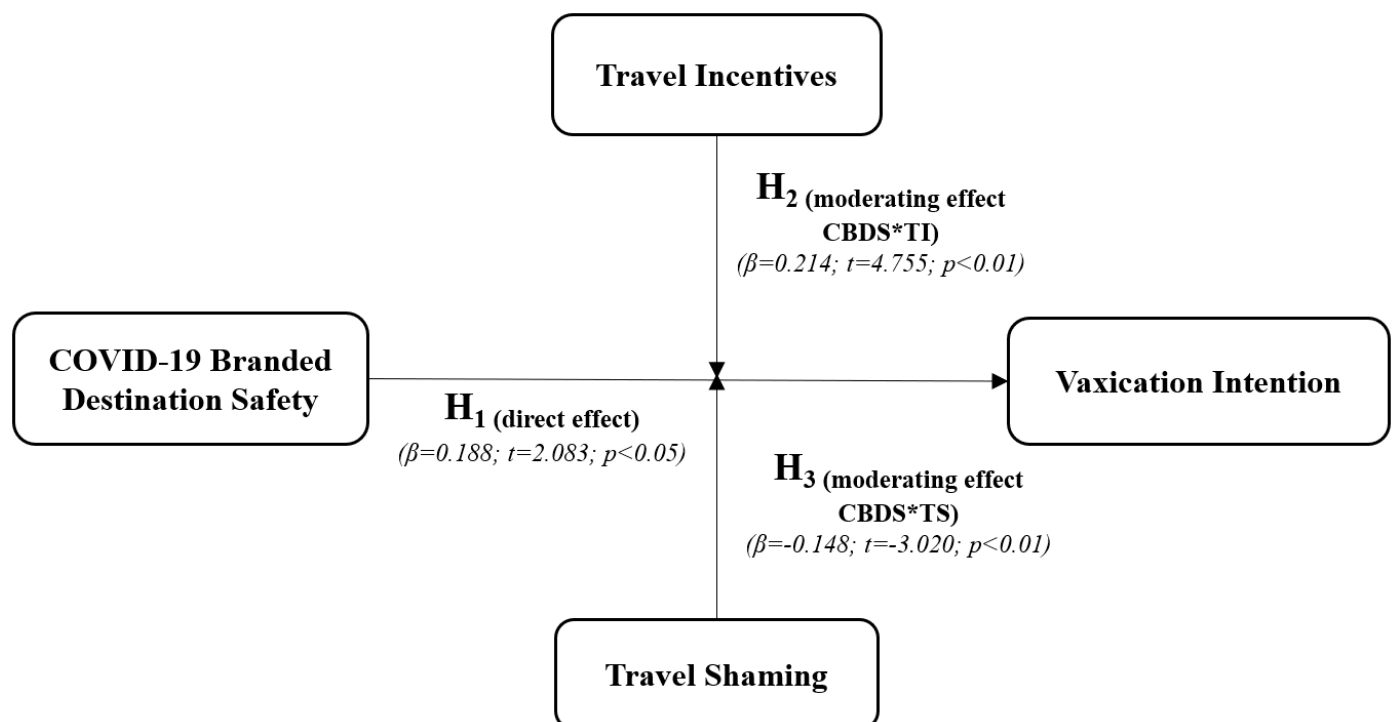 Travel Incentives
H2 (moderating effect
CBDS*TI)
(β=0.214; t=4.755; p<0.01)
COVID-19 Branded
Destination Safety
H1 (direct effect)
(β=0.188; t=2.083; p<0.05)
Vaxication Intention
H3 (moderating effect
CBDS*TS)
(β=-0.148; t=-3.020; p<0.01)
Travel Shaming